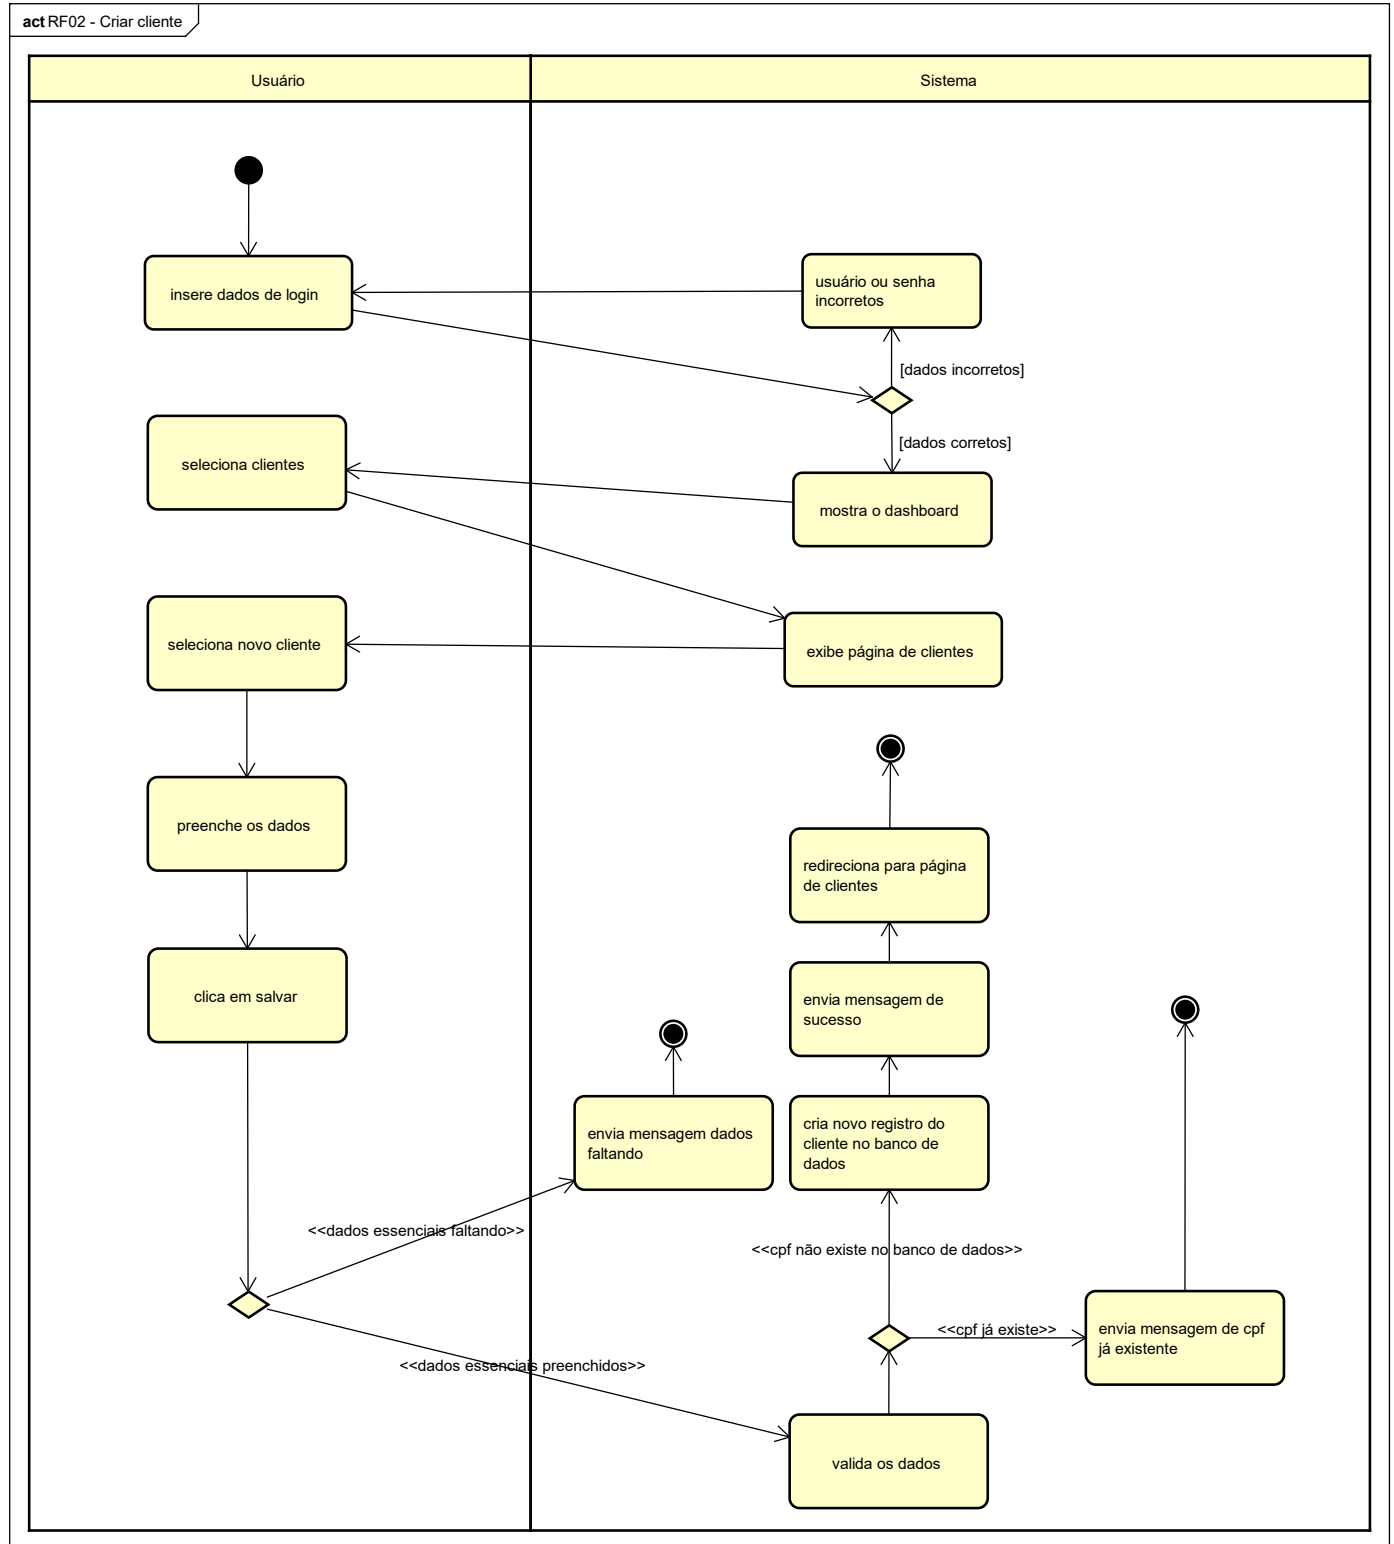 act RF02 - Criar cliente
Usuário
Sistema
insere dados de login
usuário ou senha
incorretos
[dados incorretos]
[dados corretos]
seleciona clientes
mostra o dashboard
seleciona novo cliente
exibe página de clientes
preenche os dados
redireciona para página
de clientes
clica em salvar
envia mensagem de
sucesso
envia mensagem dados
faltando
cria novo registro do
cliente no banco de
dados
<<dados essenciais faltando>>
<<cpf não existe no banco de dados>>
<<cpf já existe>>
envia mensagem de cpf
já existente
<<dados essenciais preenchidos>>
valida os dados